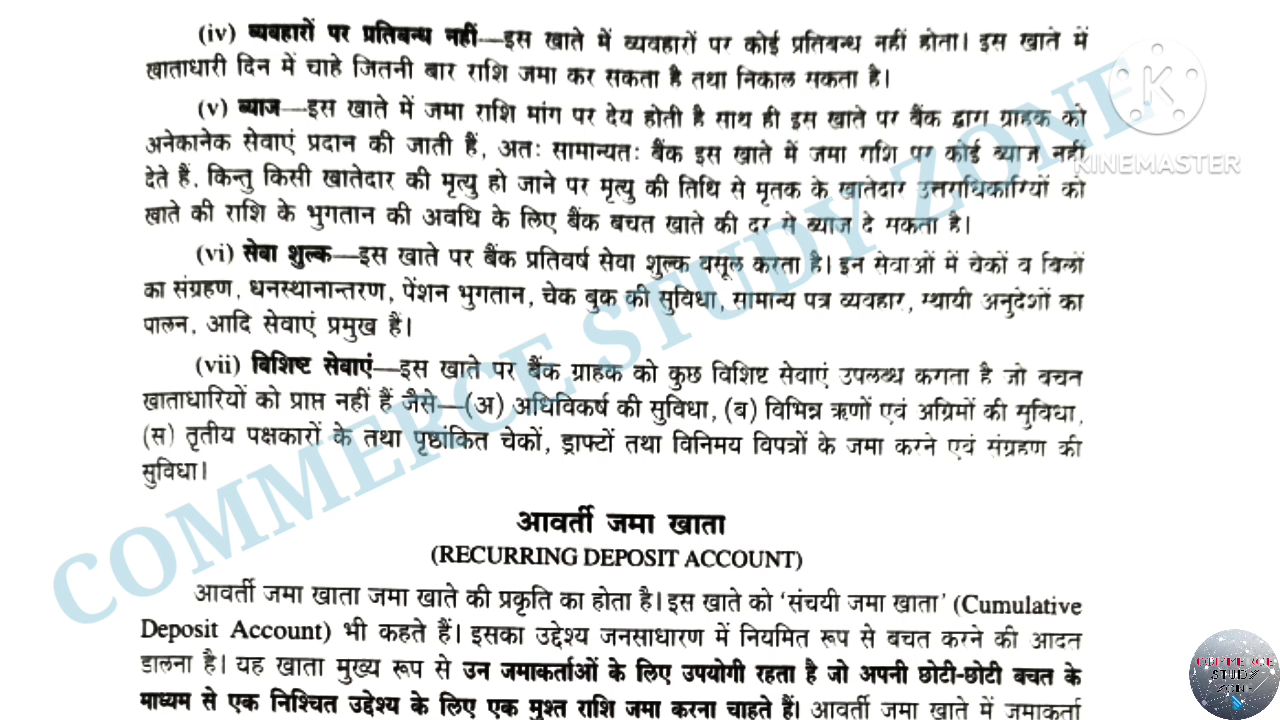 (iv) व्यवहारों पर प्रतिबन्ध नहीं—इस खाते में व्यवहारों पर कोई प्रतिबन्ध नहीं होता। इस खाते में
खाताधारी दिन में चाहे जितनी बार राशि जमा कर सकता है तथा निकाल सकता है।
(v) ब्याज—इस खाते में जमा राशि मांग पर देय होती है साथ ही इस खाते पर बैंक द्वारा ग्राहक को
अनेकानेक सेवाएं प्रदान की जाती हैं, अतः सामान्यतः बैंक इस खाते में जमा राशि पर कोई ब्याज नहीं
देते हैं, किन्तु किसी खातेदार की मृत्यु हो जाने पर मृत्यु की तिथि से मृतक के खातेदार उत्तराधिकारियों को
खाते की राशि के भुगतान की अवधि के लिए बैंक बचत खाते की दर से ब्याज दे सकता है।
(vi) सेवा शुल्क—इस खाते पर बैंक प्रतिवर्ष सेवा शुल्क वसूल करता है। इन सेवाओं में चेकों व बिलों
का संग्रहण, धनस्थानान्तरण, पेंशन भुगतान, चेक बुक की सुविधा, सामान्य पत्र व्यवहार, स्थायी अनुदेशों का
पालन, आदि सेवाएं प्रमुख हैं।
(vii) विशिष्ट सेवाएं—इस खाते पर बैंक ग्राहक को कुछ विशिष्ट सेवाएं उपलब्ध कराता है जो बचत
खाताधारियों को प्राप्त नहीं हैं जैसे—(अ) अधिविकर्ष की सुविधा, (ब) विभिन्न ऋणों एवं अग्रिमों की सुविधा,
(स) तृतीय पक्षकारों के तथा पृष्ठांकित चेकों, ड्राफ्टों तथा विनिमय विपत्रों के जमा करने एवं संग्रहण की
सुविधा।
आवर्ती जमा खाता
(RECURRING DEPOSIT ACCOUNT)
आवर्ती जमा खाता जमा खाते की प्रकृति का होता है। इस खाते को ‘संचयी जमा खाता’ (Cumulative
Deposit Account) भी कहते हैं। इसका उद्देश्य जनसाधारण में नियमित रूप से बचत करने की आदत
डालना है। यह खाता मुख्य रूप से उन जमाकर्ताओं के लिए उपयोगी रहता है जो अपनी छोटी-छोटी बचत के
माध्यम से एक निश्चित उद्देश्य के लिए एक मुश्त राशि जमा करना चाहते हैं। आवर्ती जमा खाते में जमाकर्ता
COMMERCE STUDY ZONE
K
KINEMASTER
COMMERCE
STUDY
ZONE